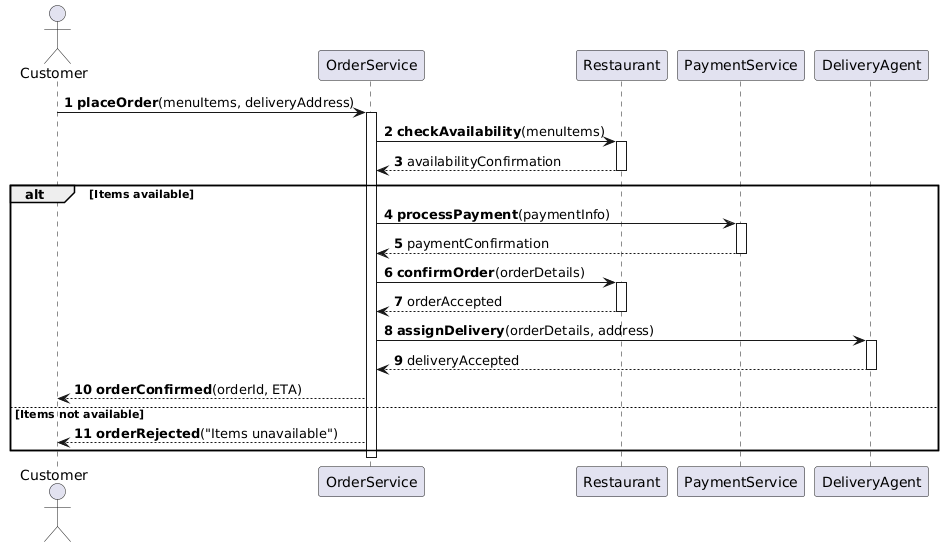 Customer
OrderService
Restaurant
PaymentService
DeliveryAgent
1 placeOrder(menuItems, deliveryAddress)
2 checkAvailability(menuItems)
3 availabilityConfirmation
alt [Items available]
4 processPayment(paymentInfo)
5 paymentConfirmation
6 confirmOrder(orderDetails)
7 orderAccepted
8 assignDelivery(orderDetails, address)
9 deliveryAccepted
10 orderConfirmed(orderId, ETA)
[Items not available]
11 orderRejected("Items unavailable")
Customer
OrderService
Restaurant
PaymentService
DeliveryAgent